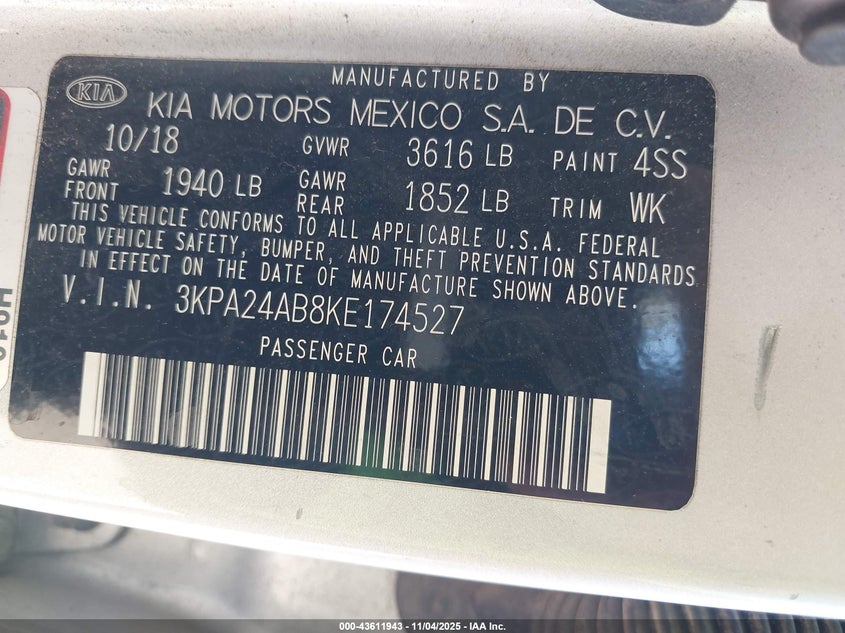 MANUFACTURED BY
KIA KIA MOTORS MEXICO S.A. DE C.V.
10/18 GVWR 3616 LB PAINT 4SS
GAWR FRONT 1940 LB GAWR REAR 1852 LB TRIM WK
THIS VEHICLE CONFORMS TO ALL APPLICABLE U.S.A. FEDERAL
MOTOR VEHICLE SAFETY, BUMPER, AND THEFT PREVENTION STANDARDS
IN EFFECT ON THE DATE OF MANUFACTURE SHOWN ABOVE.
V.I.N. 3KPA24AB8KE174527
PASSENGER CAR
000-43611943 | 11/04/2025 - IAA Inc.